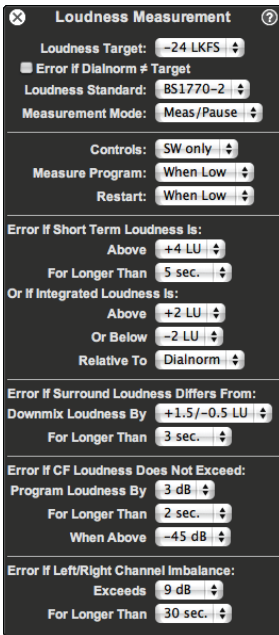 Loudness Measurement
Loudness Target: -24 LKFS
Error If Dialnorm ≠ Target
Loudness Standard: BS1770-2
Measurement Mode: Meas/Pause
Controls: SW only
Measure Program: When Low
Restart: When Low
Error If Short Term Loudness Is:
Above +4 LU
For Longer Than 5 sec.
Or If Integrated Loudness Is:
Above +2 LU
Or Below -2 LU
Relative To Dialnorm
Error If Surround Loudness Differs From:
Downmix Loudness By +1.5/-0.5 LU
For Longer Than 3 sec.
Error If CF Loudness Does Not Exceed:
Program Loudness By 3 dB
For Longer Than 2 sec.
When Above -45 dB
Error If Left/Right Channel Imbalance:
Exceeds 9 dB
For Longer Than 30 sec.